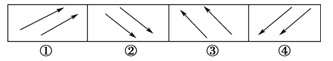 ① ② ③ ④